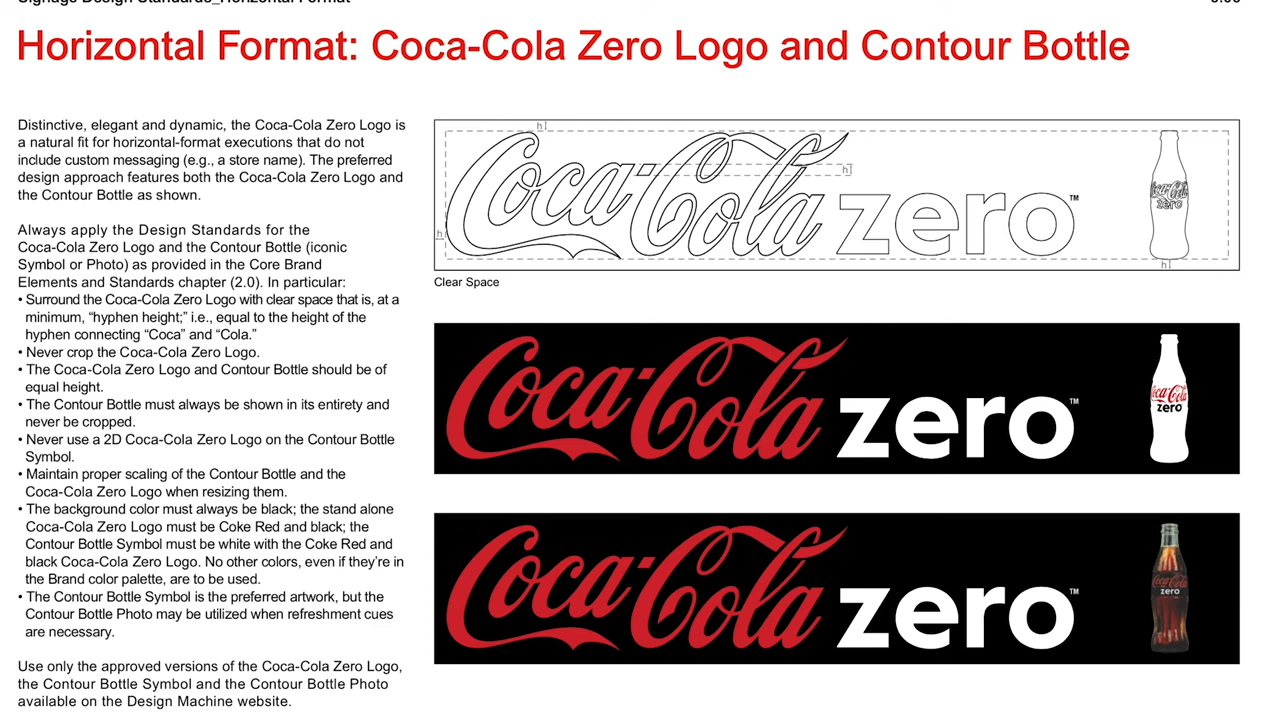 Signage Design Standards_Horizontal Format
Horizontal Format: Coca-Cola Zero Logo and Contour Bottle
Distinctive, elegant and dynamic, the Coca-Cola Zero Logo is
a natural fit for horizontal-format executions that do not
include custom messaging (e.g., a store name). The preferred
design approach features both the Coca-Cola Zero Logo and
the Contour Bottle as shown.
Always apply the Design Standards for the
Coca-Cola Zero Logo and the Contour Bottle (iconic
Symbol or Photo) as provided in the Core Brand
Elements and Standards chapter (2.0). In particular:
• Surround the Coca-Cola Zero Logo with clear space that is, at a
minimum, “hyphen height;” i.e., equal to the height of the
hyphen connecting “Coca” and “Cola.”
• Never crop the Coca-Cola Zero Logo.
• The Coca-Cola Zero Logo and Contour Bottle should be of
equal height.
• The Contour Bottle must always be shown in its entirety and
never be cropped.
• Never use a 2D Coca-Cola Zero Logo on the Contour Bottle
Symbol.
• Maintain proper scaling of the Contour Bottle and the
Coca-Cola Zero Logo when resizing them.
• The background color must always be black; the stand alone
Coca-Cola Zero Logo must be Coke Red and black; the
Contour Bottle Symbol must be white with the Coke Red and
black Coca-Cola Zero Logo. No other colors, even if they’re in
the Brand color palette, are to be used.
• The Contour Bottle Symbol is the preferred artwork, but the
Contour Bottle Photo may be utilized when refreshment cues
are necessary.
Use only the approved versions of the Coca-Cola Zero Logo,
the Contour Bottle Symbol and the Contour Bottle Photo
available on the Design Machine website.
h
h
h
h
Coca-Cola zero™
Coca-Cola
zero
Clear Space
Coca-Cola zero™
Coca-Cola
zero
Coca-Cola zero™
Coca-Cola
zero